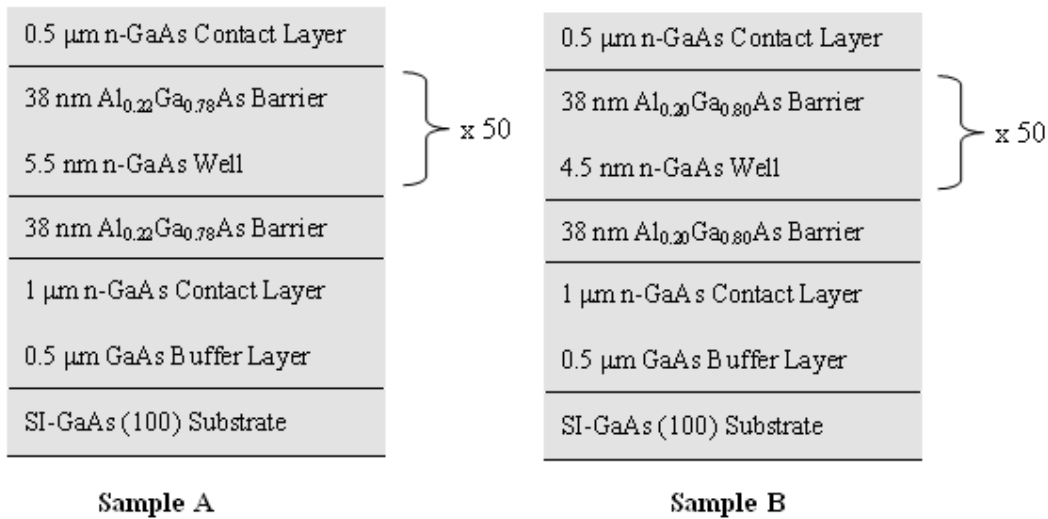 0.5 μm n-GaAs Contact Layer
38 nm Al₀.₂₂Ga₀.₇₈As Barrier
5.5 nm n-GaAs Well
x 50
38 nm Al₀.₂₂Ga₀.₇₈As Barrier
1 μm n-GaAs Contact Layer
0.5 μm GaAs Buffer Layer
SI-GaAs (100) Substrate
Sample A
0.5 μm n-GaAs Contact Layer
38 nm Al₀.₂₀Ga₀.₈₀As Barrier
4.5 nm n-GaAs Well
x 50
38 nm Al₀.₂₀Ga₀.₈₀As Barrier
1 μm n-GaAs Contact Layer
0.5 μm GaAs Buffer Layer
SI-GaAs (100) Substrate
Sample B